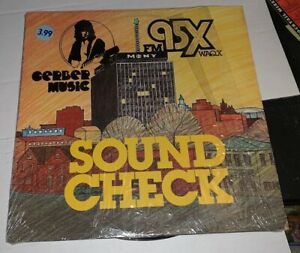 3.99
FM
95X
WAQX
MONY
GERBER
MUSIC
SOUND
CHECK